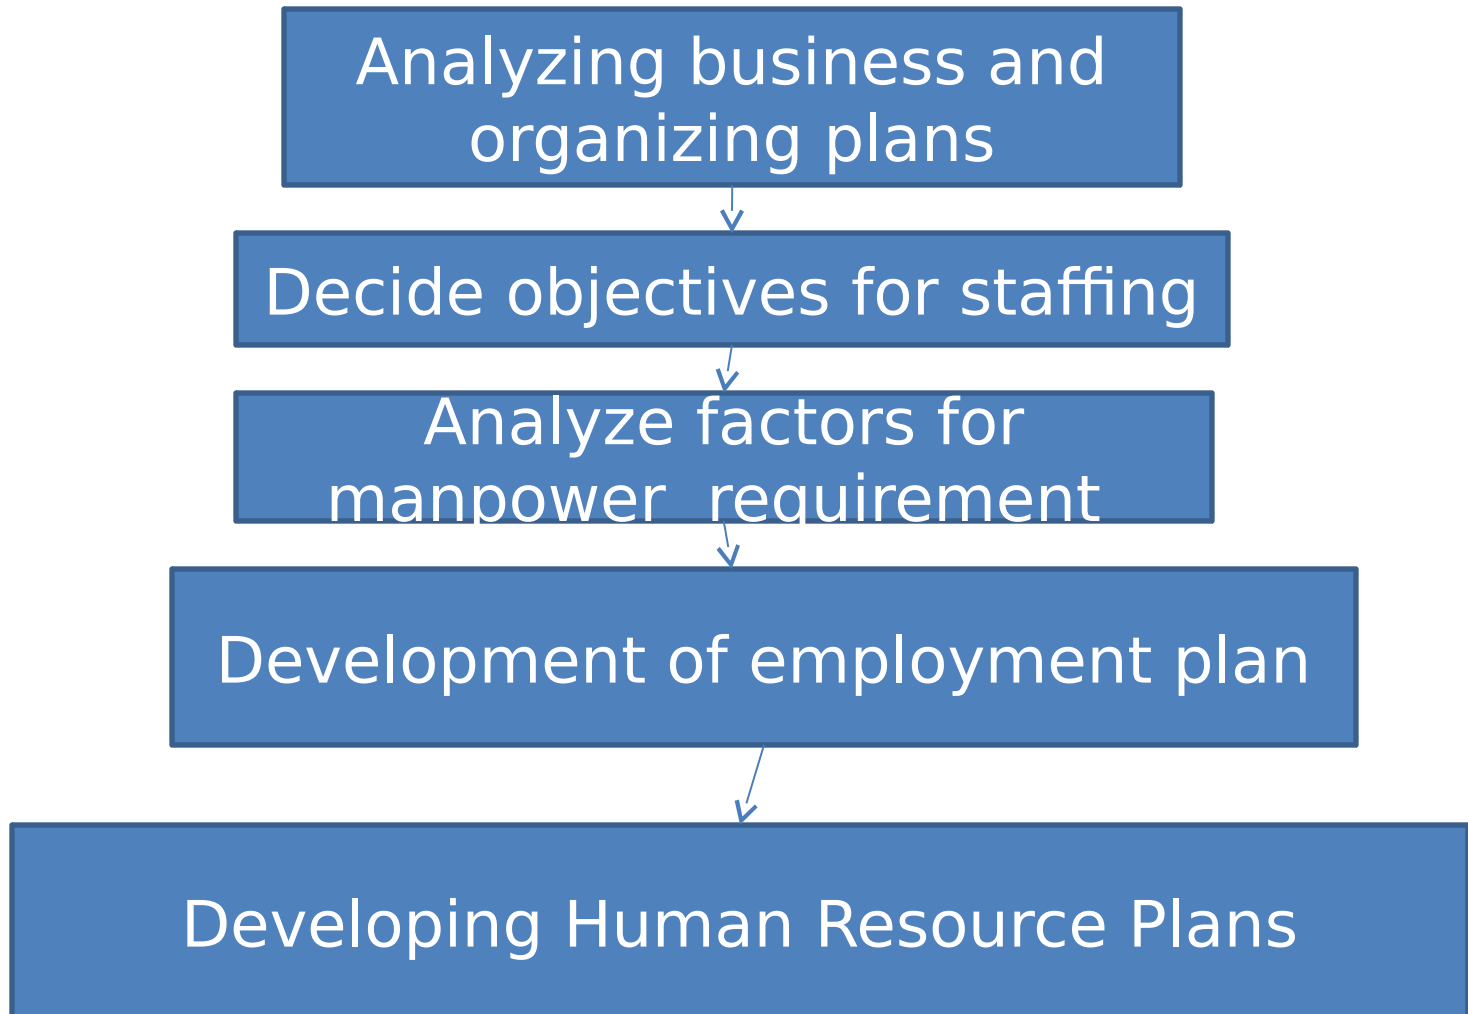 Analyzing business and
organizing plans
Decide objectives for staffing
Analyze factors for
manpower  requirement
Development of employment plan
Developing Human Resource Plans